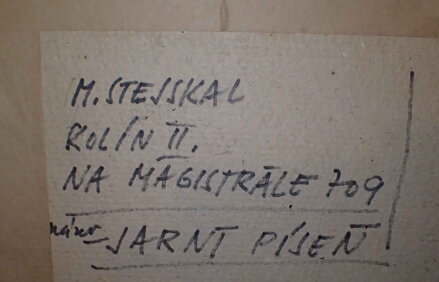 M. STEJSKAL
KOLÍN II.
NA MAGISTRÁLE 709
název JARNÍ PÍSEŇ